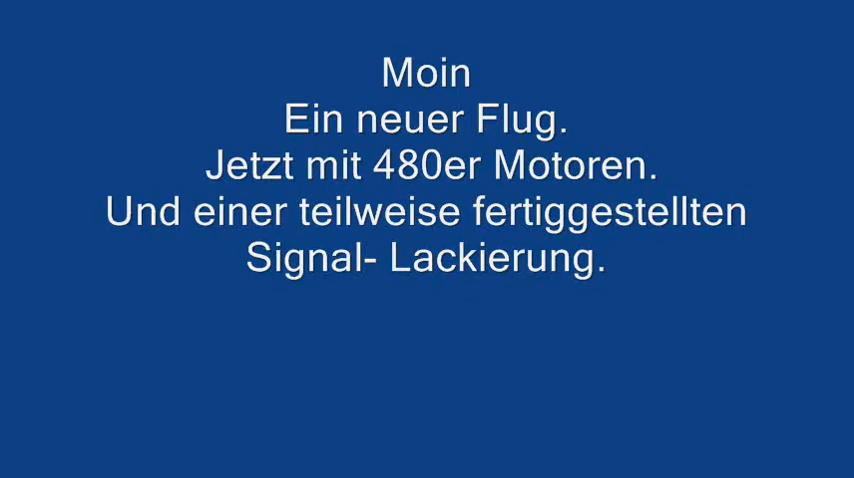 Moin
Ein neuer Flug.
Jetzt mit 480er Motoren.
Und einer teilweise fertiggestellten
Signal- Lackierung.